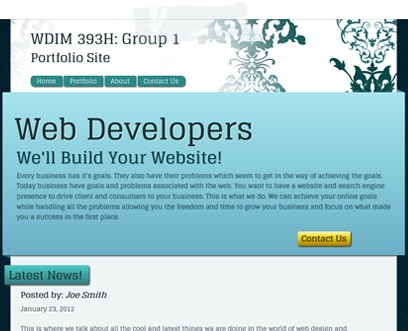 WDIM 393H: Group 1
Portfolio Site
Home Portfolio About Contact Us
Web Developers
We'll Build Your Website!
Every business has it's goals. They also have their problems which seem to get in the way of achieving the goals.
Today business have goals and problems associated with the web. You want to have a website and search engine
presence to drive client and consumers to your business. This is what we do. We can achieve your online goals
while handling all the problems allowing you the freedom and time to grow your business and focus on what made
you a success in the first place.
Contact Us
Latest News!
Posted by: Joe Smith
January 23, 2012
This is where we talk about all the cool and latest things wa are doing in the world of web design and